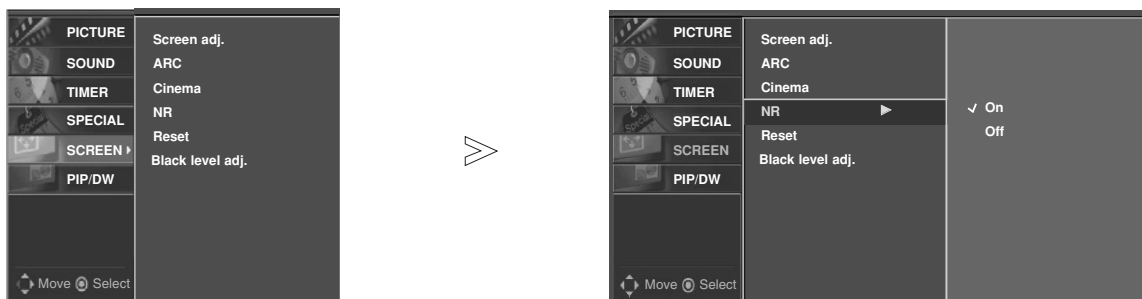 PICTURE
SOUND
TIMER
SPECIAL
SCREEN
PIP/DW
Move Select
Screen adj.
ARC
Cinema
NR
Reset
Black level adj.
PICTURE
SOUND
TIMER
SPECIAL
SCREEN
PIP/DW
Move Select
Screen adj.
ARC
Cinema
NR
Reset
Black level adj.
On
Off